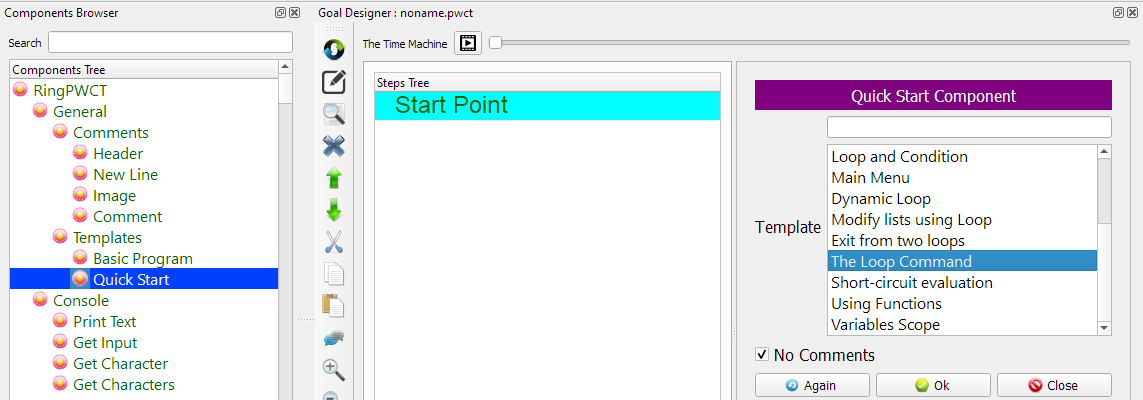 Components Browser
Search
Components Tree
RingPWCT
General
Comments
Header
New Line
Image
Comment
Templates
Basic Program
Quick Start
Console
Print Text
Get Input
Get Character
Get Characters
Goal Designer : noname.pwct
The Time Machine
Steps Tree
Start Point
Quick Start Component
Template
Loop and Condition
Main Menu
Dynamic Loop
Modify lists using Loop
Exit from two loops
The Loop Command
Short-circuit evaluation
Using Functions
Variables Scope
No Comments
Again
Ok
Close